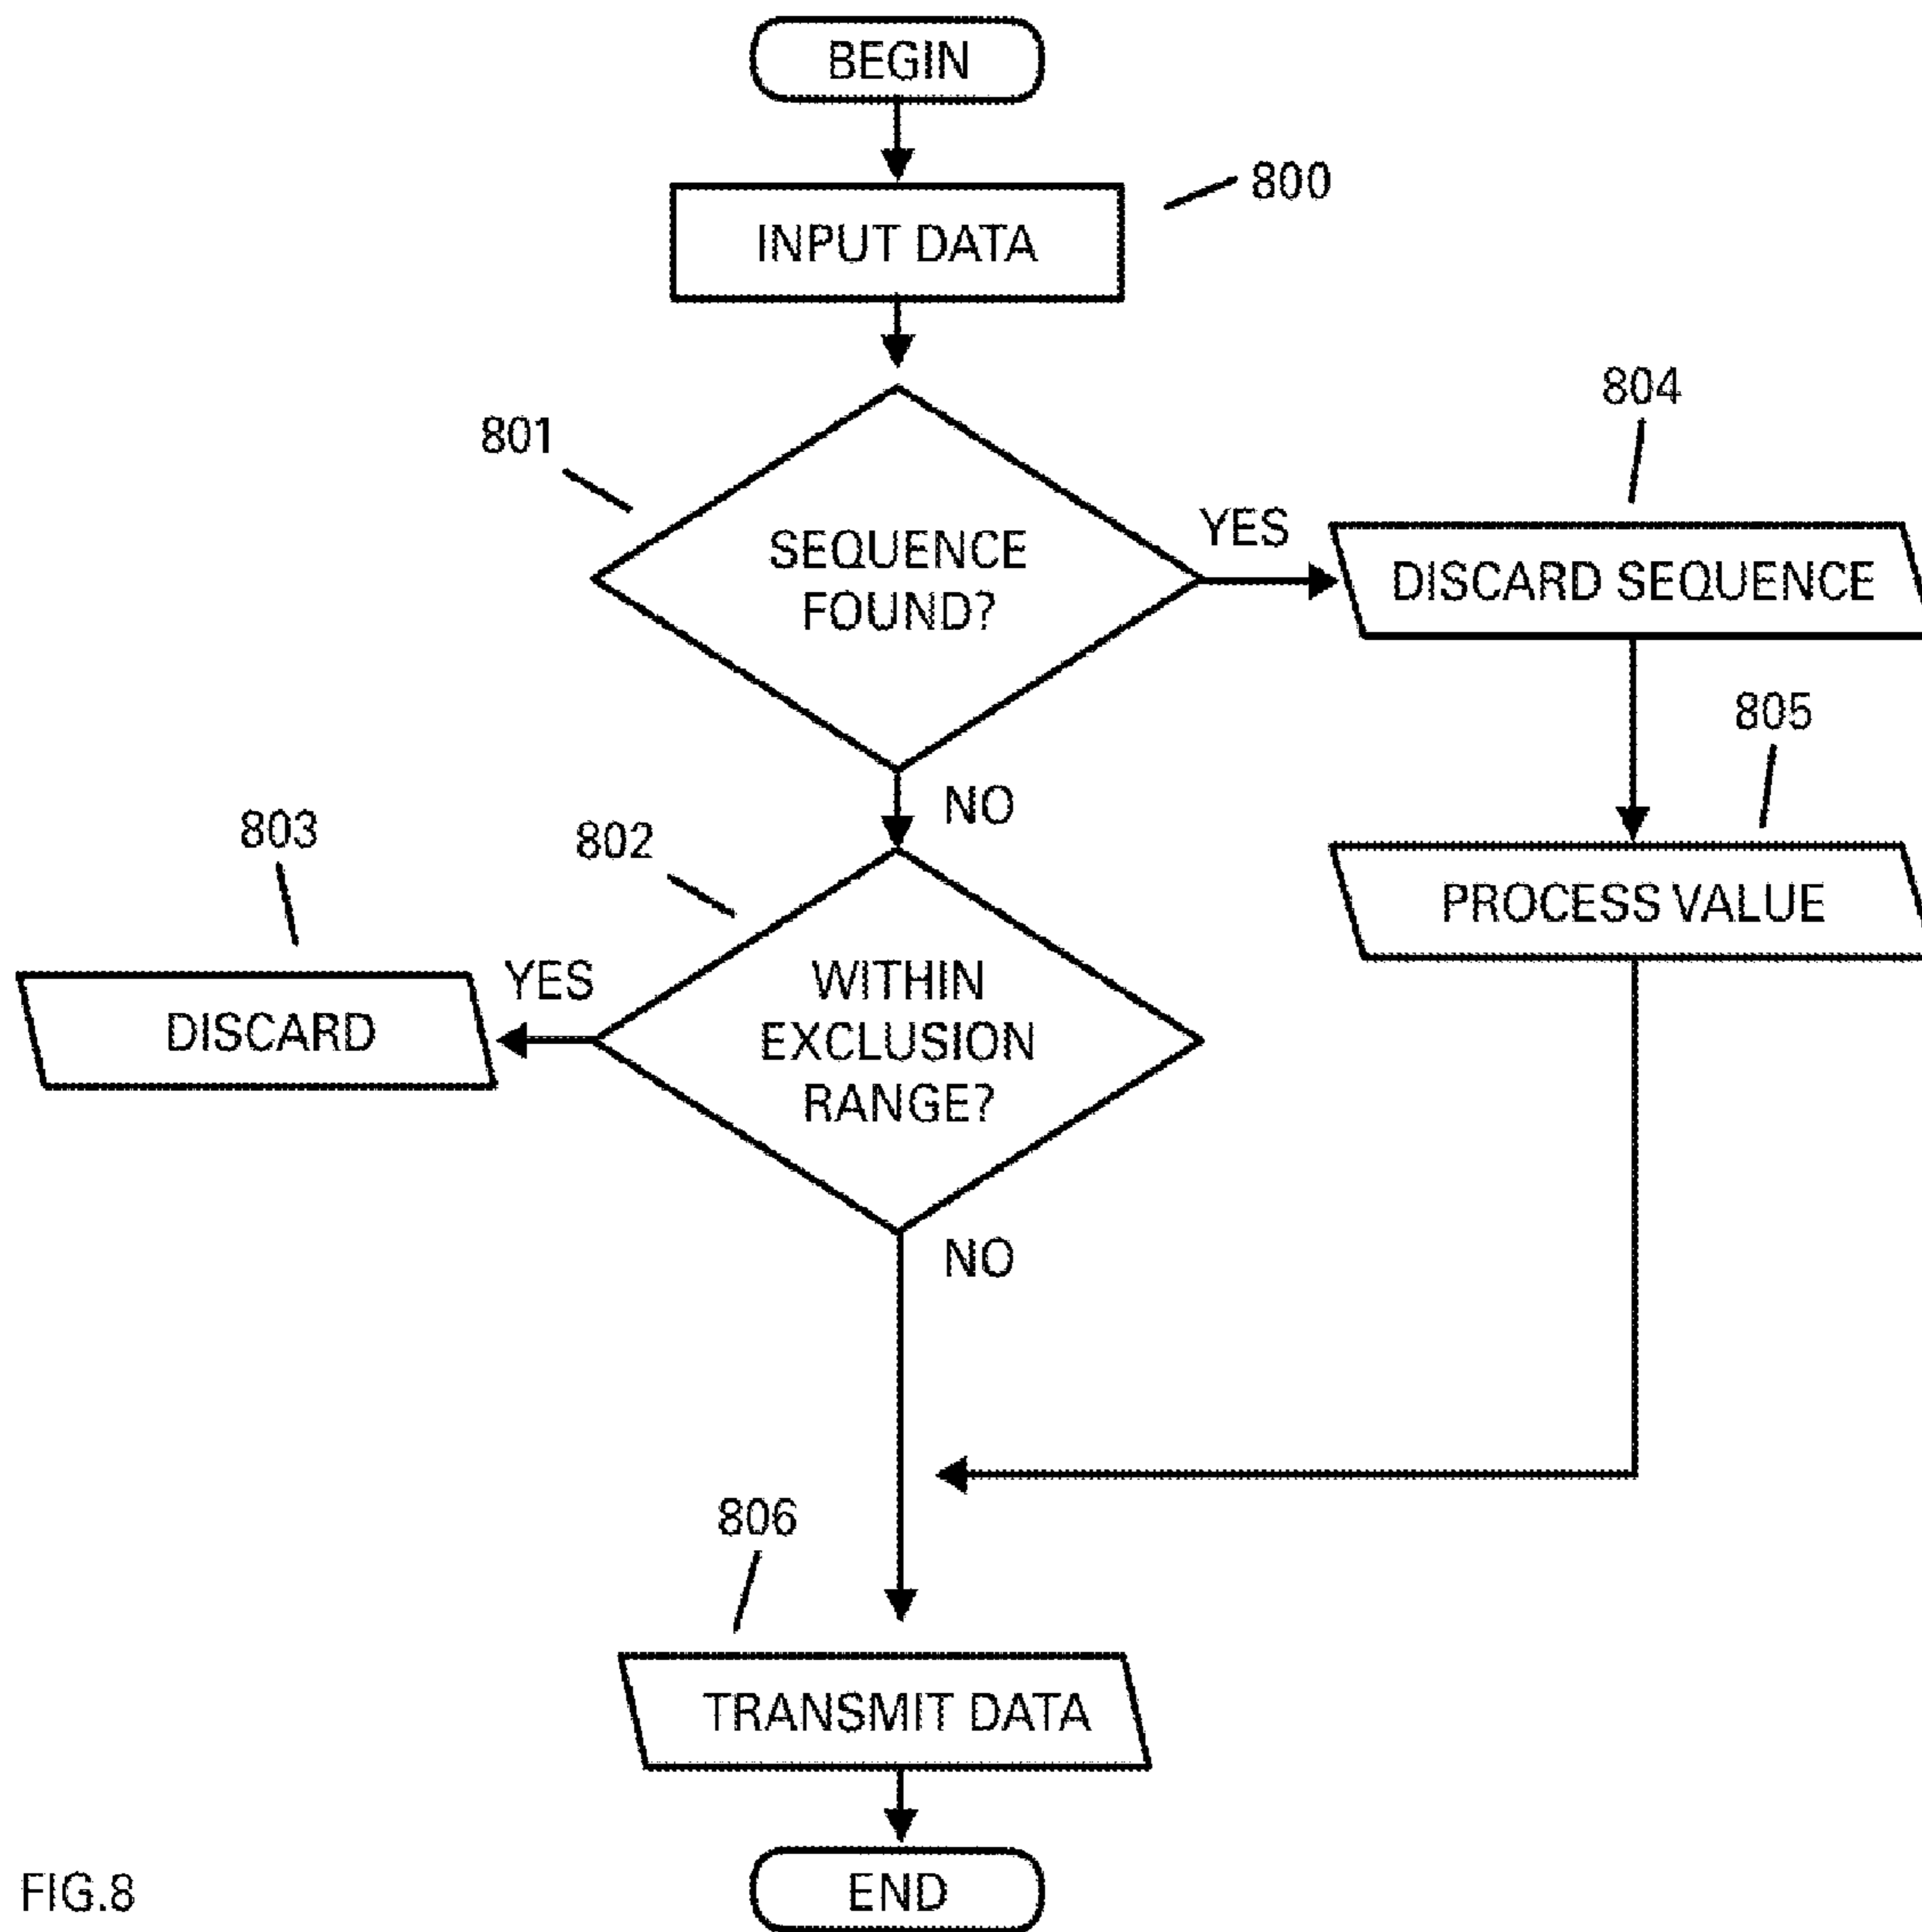 BEGIN
800
INPUT DATA
804
801
YES
SEQUENCE
FOUND?
DISCARD SEQUENCE
805
NO
803
802
PROCESS VALUE
YES
WITHIN
EXCLUSION
RANGE?
DISCARD
NO
806
TRANSMIT DATA
END
FIG.8